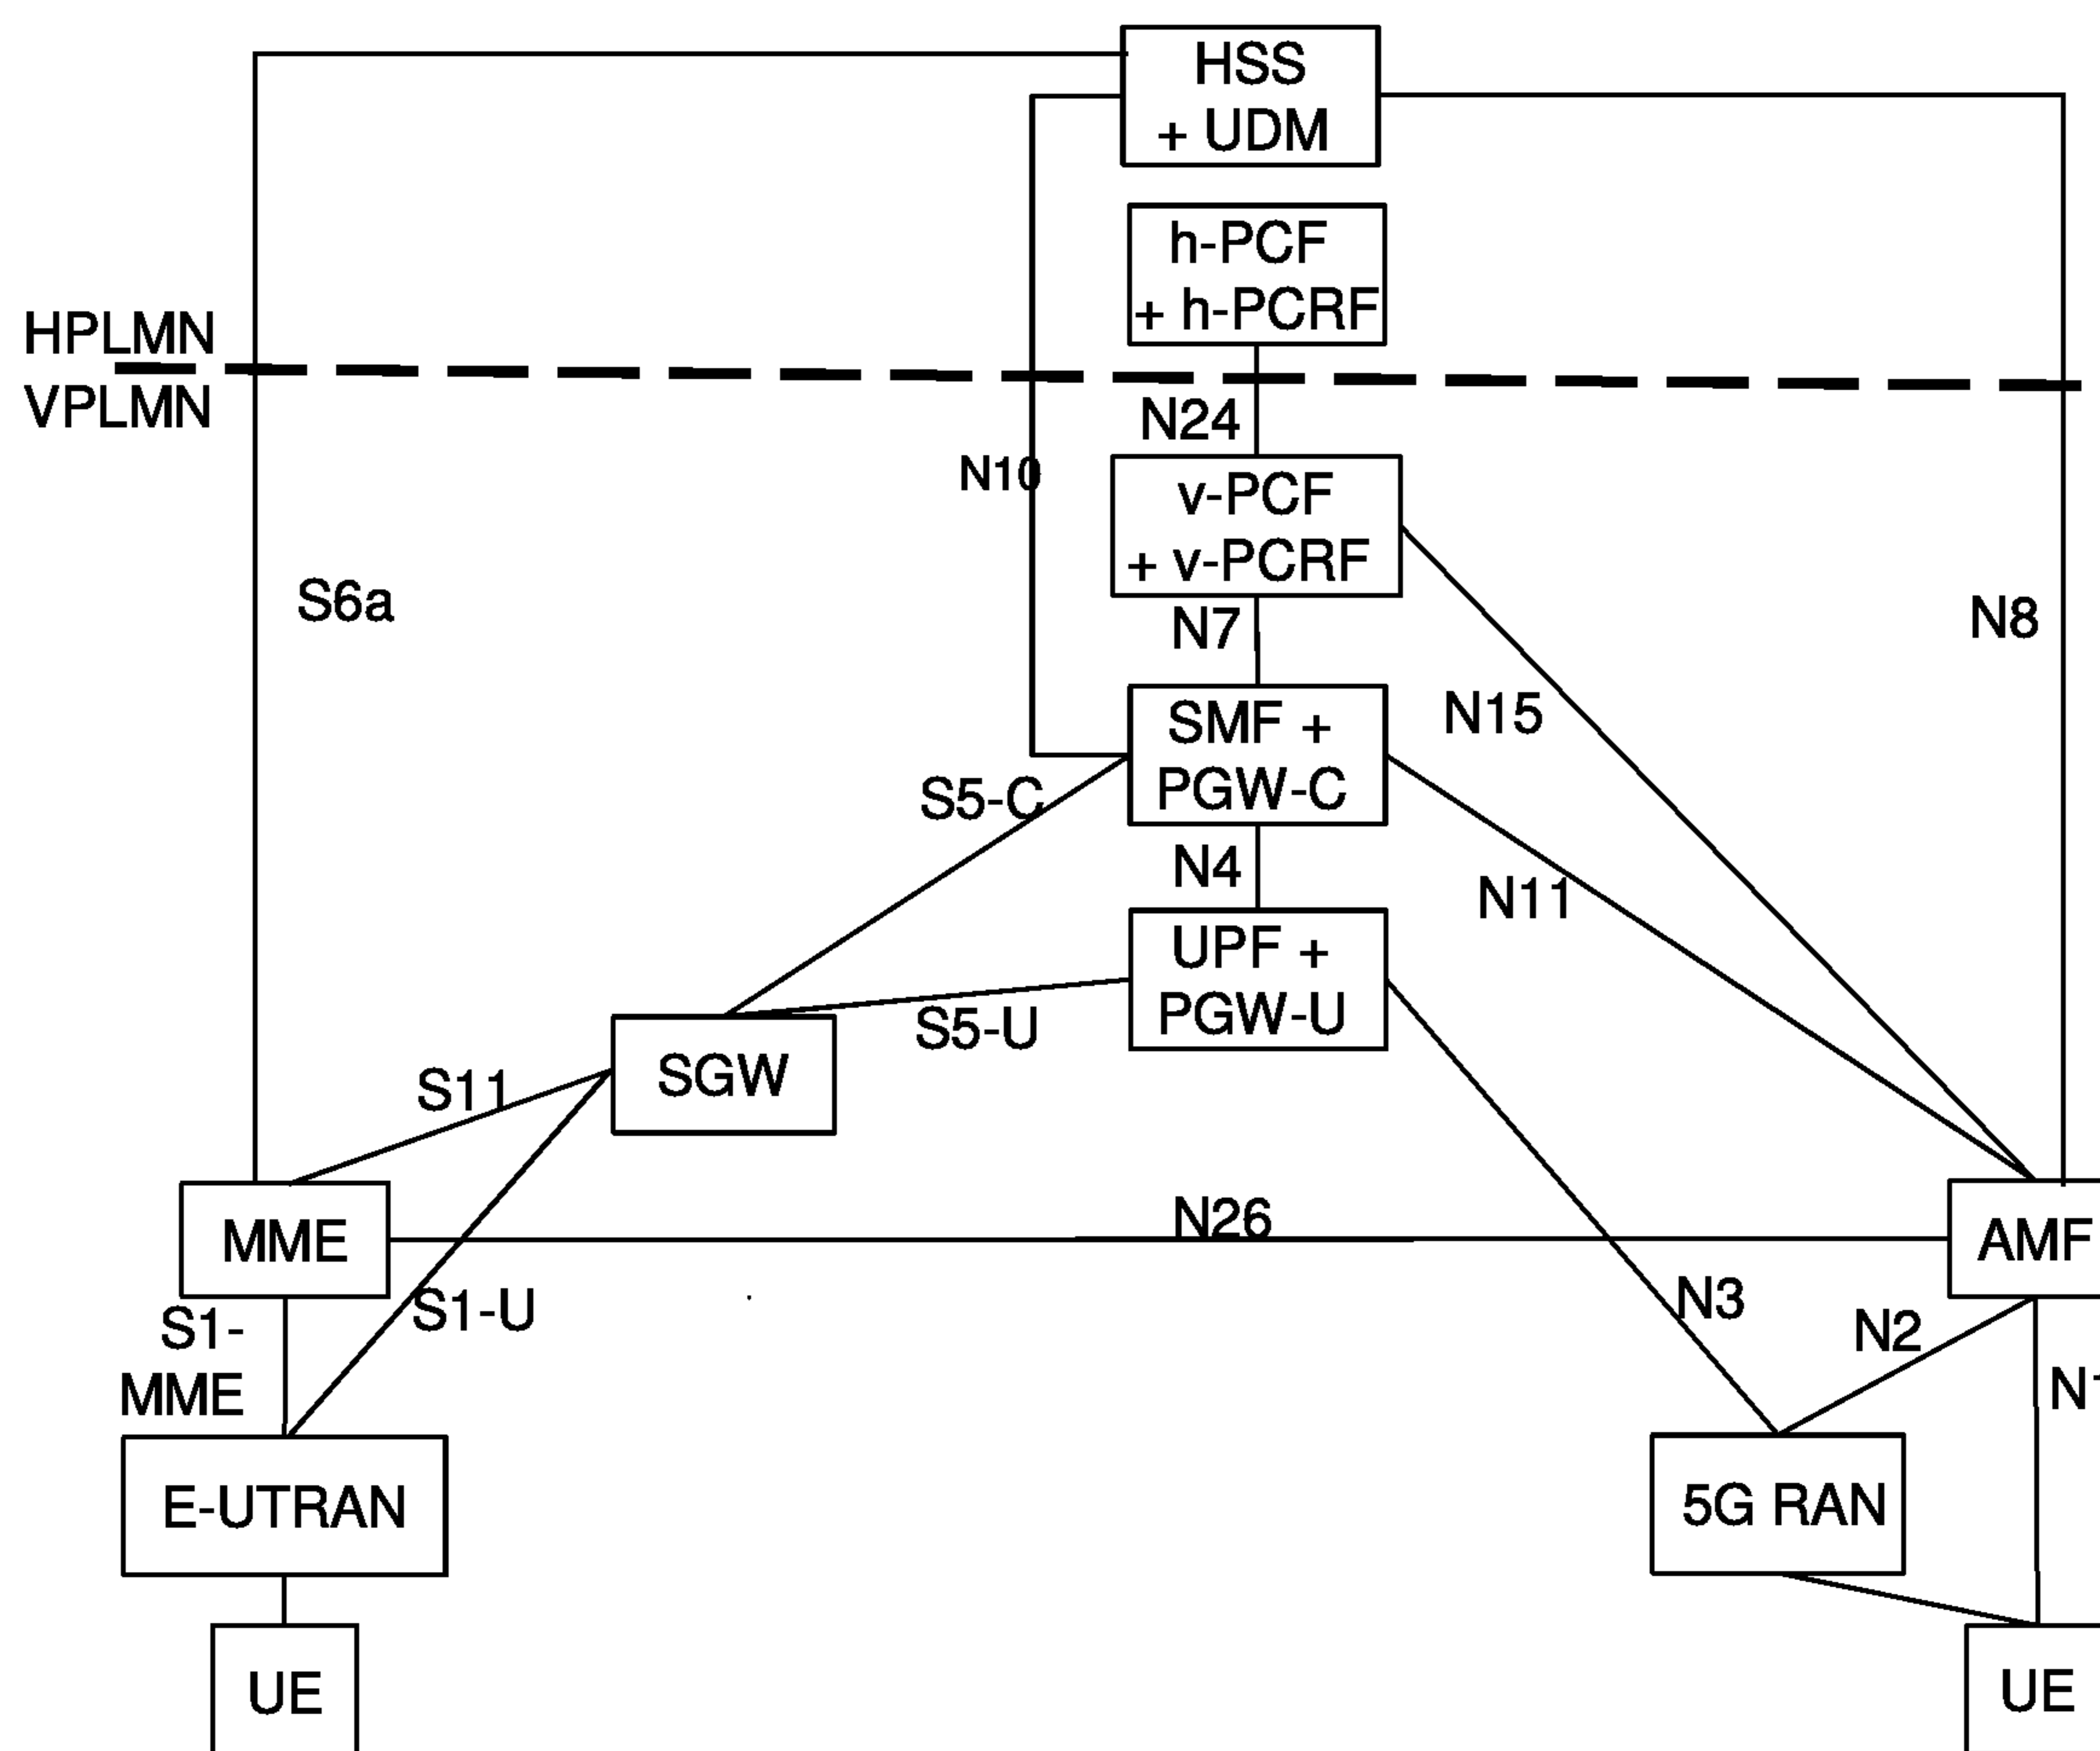 HSS
+ UDM
h-PCF
+ h-PCRF
HPLMN
VPLMN
N24
N10
v-PCF
+ v-PCRF
S6a
N8
N7
N15
SMF +
PGW-C
S5-C
N4
N11
UPF +
PGW-U
S5-U
SGW
S11
MME
N26
AMF
S1-U
N3
S1-
MME
N2
E-UTRAN
5G RAN
UE
UE